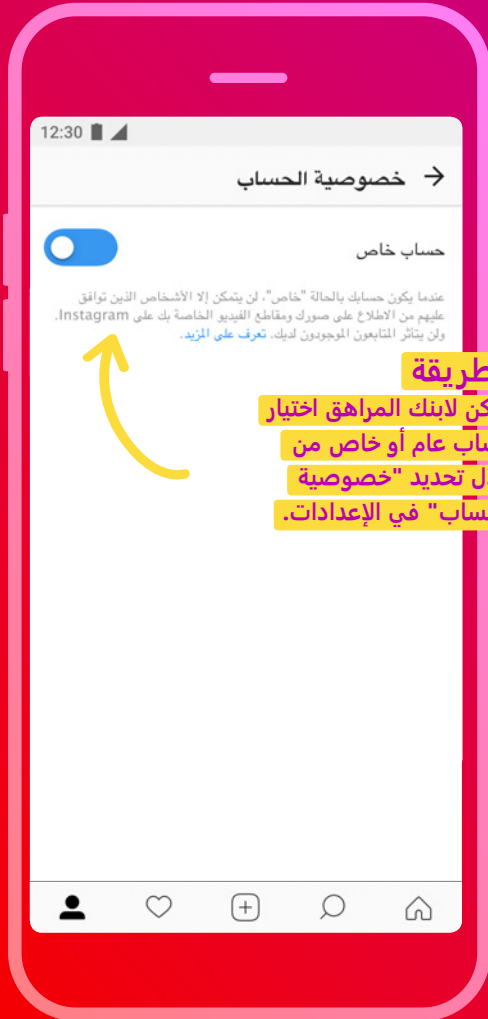 12:30
خصوصية الحساب
حساب خاص
عندما يكون حسابك بالحالة "خاص"، لن يتمكن إلا الأشخاص الذين توافق
عليهم من الاطلاع على صورك ومقاطع الفيديو الخاصة بك على Instagram.
ولن يتأثر المتابعون الموجودون لديك. تعرف على المزيد.
لابنك المراهق اختيار
عام أو خاص من
تحديد "خصوصية
في الإعدادات.